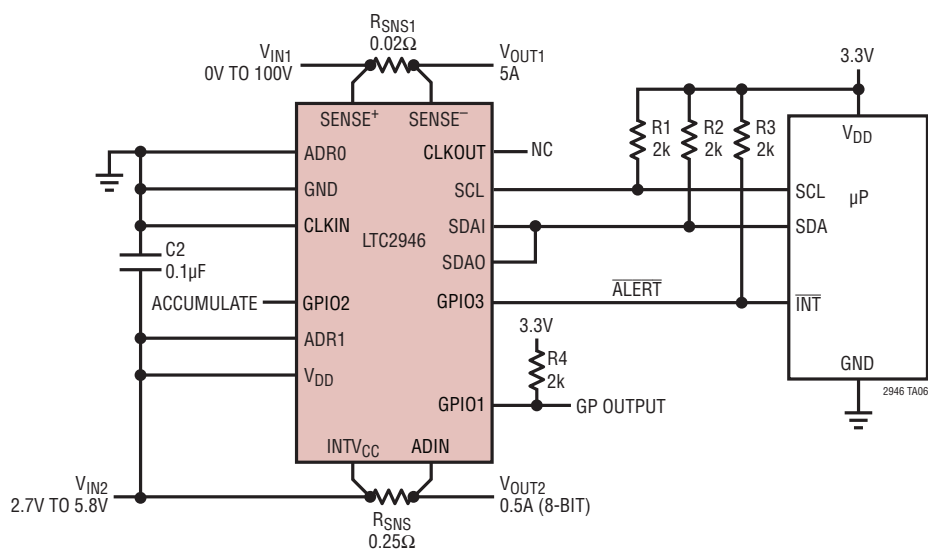 RSNS1
0.02Ω
VIN1
0V TO 100V
VOUT1
5A
3.3V
SENSE+ SENSE–
ADR0
CLKOUT
NC
R1
2k
R2
2k
R3
2k
VDD
GND
SCL
SCL
µP
CLKIN
LTC2946
SDAI
SDA
C2
0.1µF
SDAO
ACCUMULATE
GPIO2
GPIO3
ALERT
INT
ADR1
3.3V
VDD
R4
2k
GND
2946 TA06
GPIO1
GP OUTPUT
INTVCC ADIN
VIN2
2.7V TO 5.8V
VOUT2
0.5A (8-BIT)
RSNS
0.25Ω